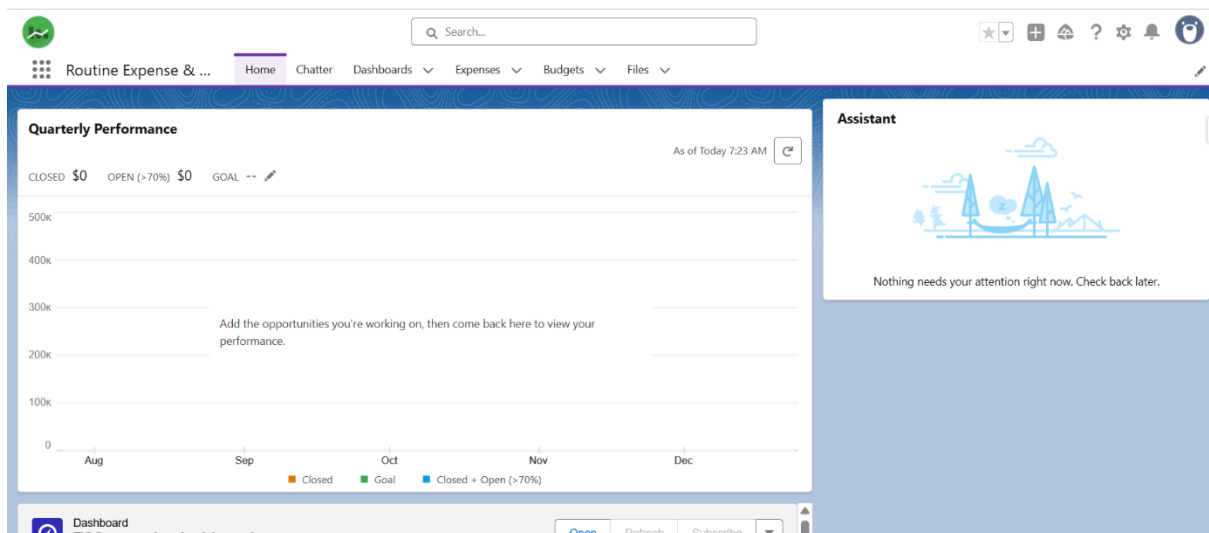 Search...
Routine Expense & ...
Home Chatter Dashboards Expenses Budgets Files
Quarterly Performance
As of Today 7:23 AM
CLOSED $0 OPEN (>70%) $0 GOAL --
500K
400K
300K
Add the opportunities you're working on, then come back here to view your
performance.
200K
100K
0
Aug Sep Oct Nov Dec
Closed Goal Closed + Open (>70%)
Assistant
z
Nothing needs your attention right now. Check back later.
Dashboard
Open Refresh Subscribe